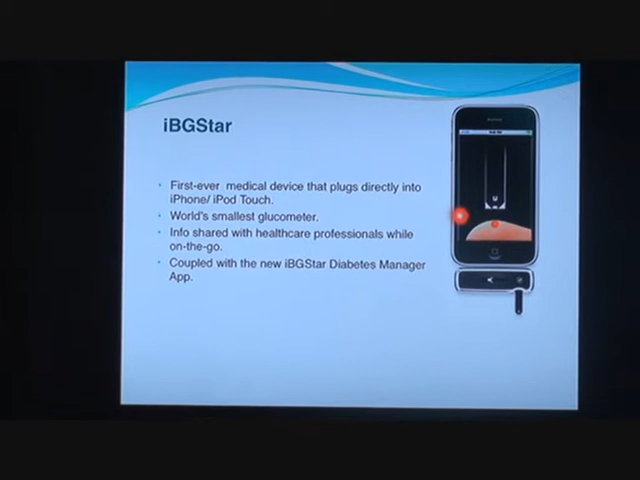 iBGStar
• First-ever medical device that plugs directly into
iPhone/ iPod Touch.
• World's smallest glucometer.
• Info shared with healthcare professionals while
on-the-go.
• Coupled with the new iBGStar Diabetes Manager
App.